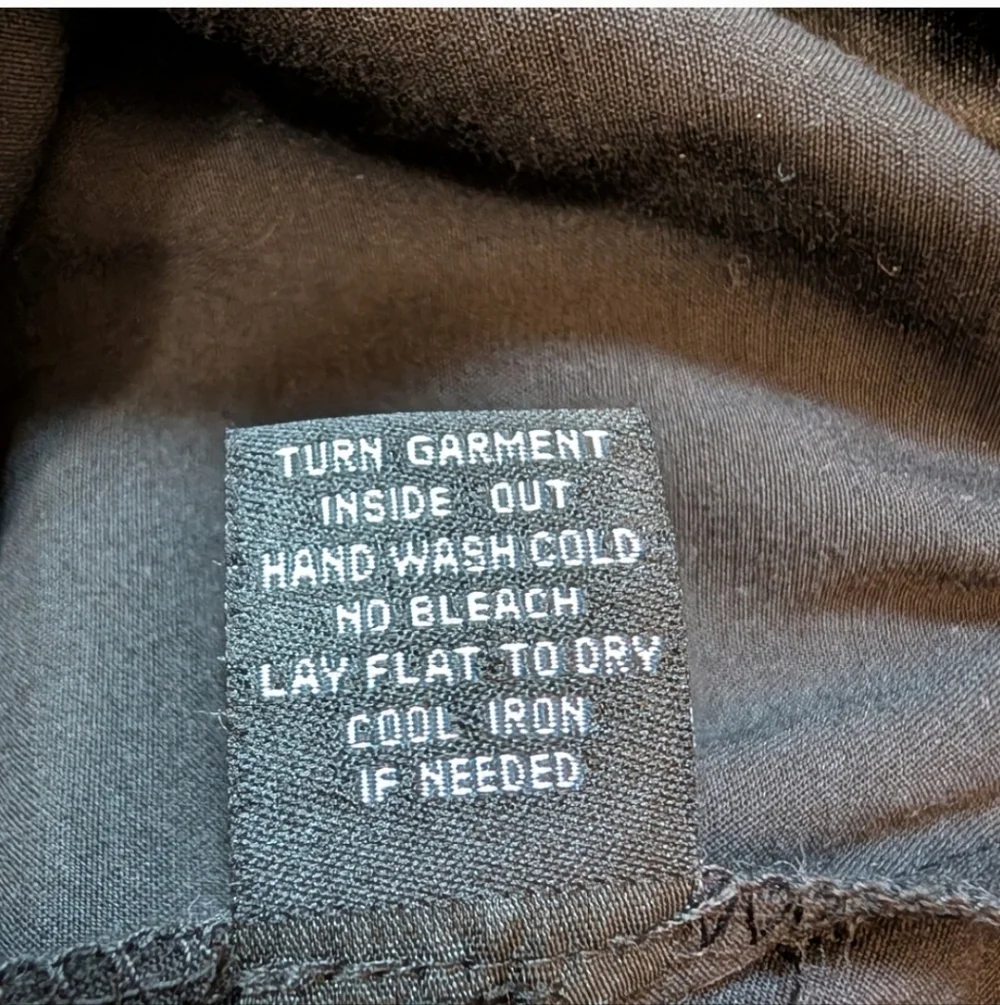 TURN GARMENT
INSIDE OUT
HAND WASH COLD
NO BLEACH
LAY FLAT TO DRY
COOL IRON
IF NEEDED